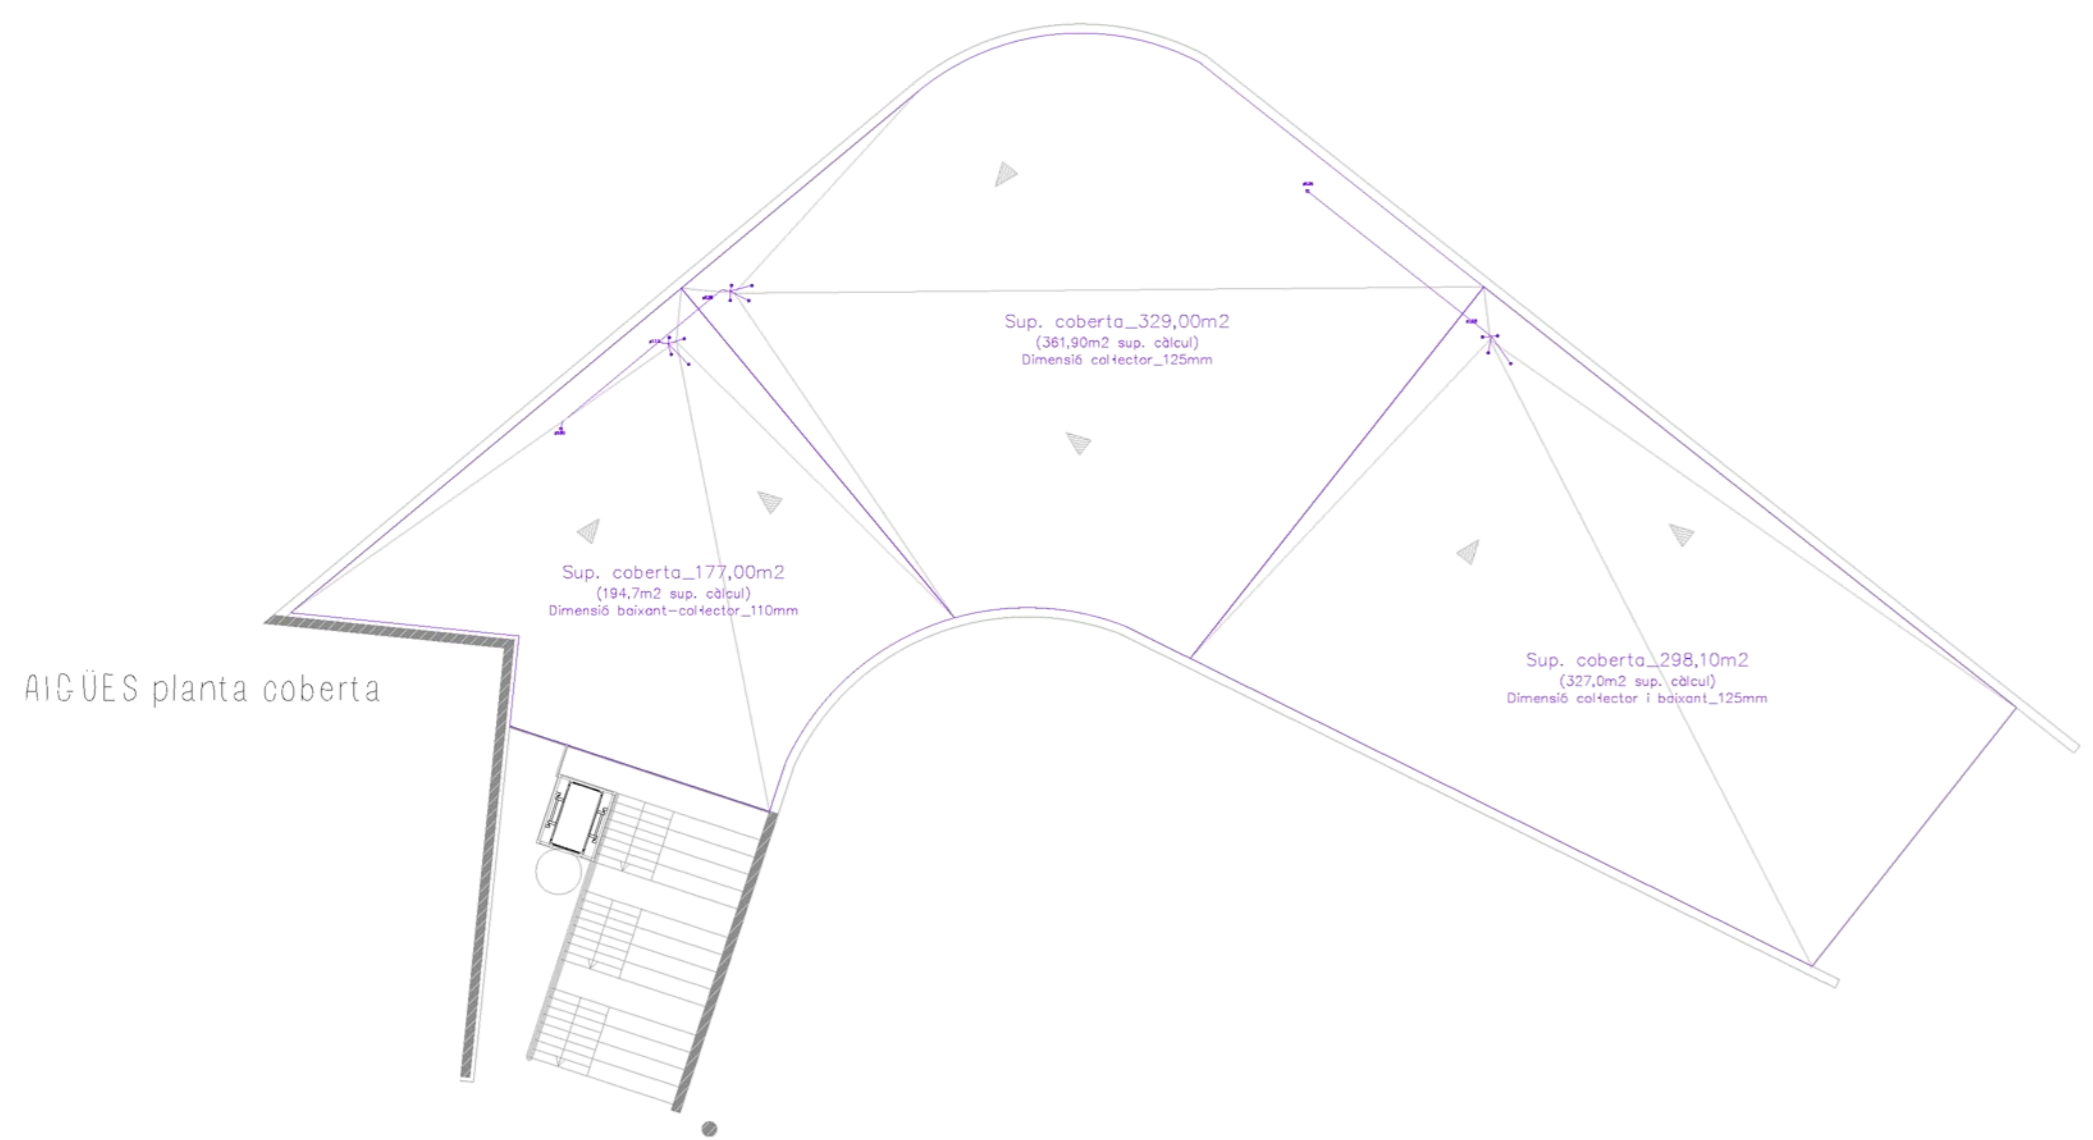 Sup. coberta_329,00m2
(361,90m2 sup. càlcul)
Dimensió col·lector_125mm
Sup. coberta_177,00m2
(194,7m2 sup. càlcul)
Dimensió baixant-col·lector_110mm
Sup. coberta_298,10m2
(327,0m2 sup. càlcul)
Dimensió col·lector i baixant_125mm
AIGÜES planta coberta